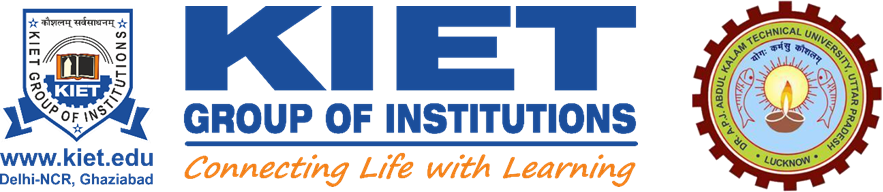 कौशलम् सर्वसाधनम्
KIET GROUP OF INSTITUTIONS
KIET
www.kiet.edu
Delhi-NCR, Ghaziabad
KIET
GROUP OF INSTITUTIONS
Connecting Life with Learning
DR. A.P.J. ABDUL KALAM TECHNICAL UNIVERSITY, UTTAR PRADESH
योगः कर्मसु कौशलम्
• LUCKNOW •